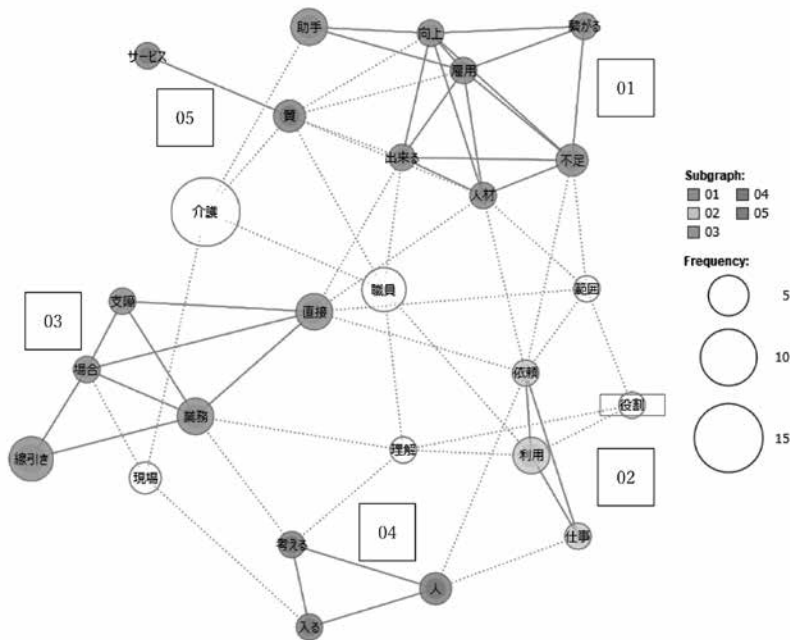 助手
向上
繋がる
サービス
雇用
01
05
質
出来る
不足
人材
介護
Subgraph:
01 04
02 05
03
職員
範囲
Frequency:
支障
直接
5
03
場合
10
依頼
役割
業務
15
線引き
理解
利用
現場
02
04
仕事
考える
人
入る